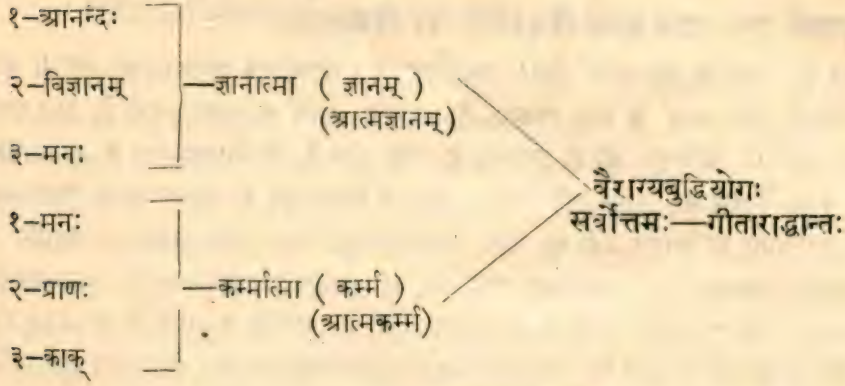 १-आनन्दः
२-विज्ञानम् —ज्ञानात्मा ( ज्ञानम् )
(आत्मज्ञानम्)
३-मनः
वैराग्यबुद्धियोगः
१-मनः
सर्वोत्तमः—गीताराद्धान्तः
२-प्राणः —कर्म्मात्मा ( कर्म्म )
(आत्मकर्म्म)
३-काक्